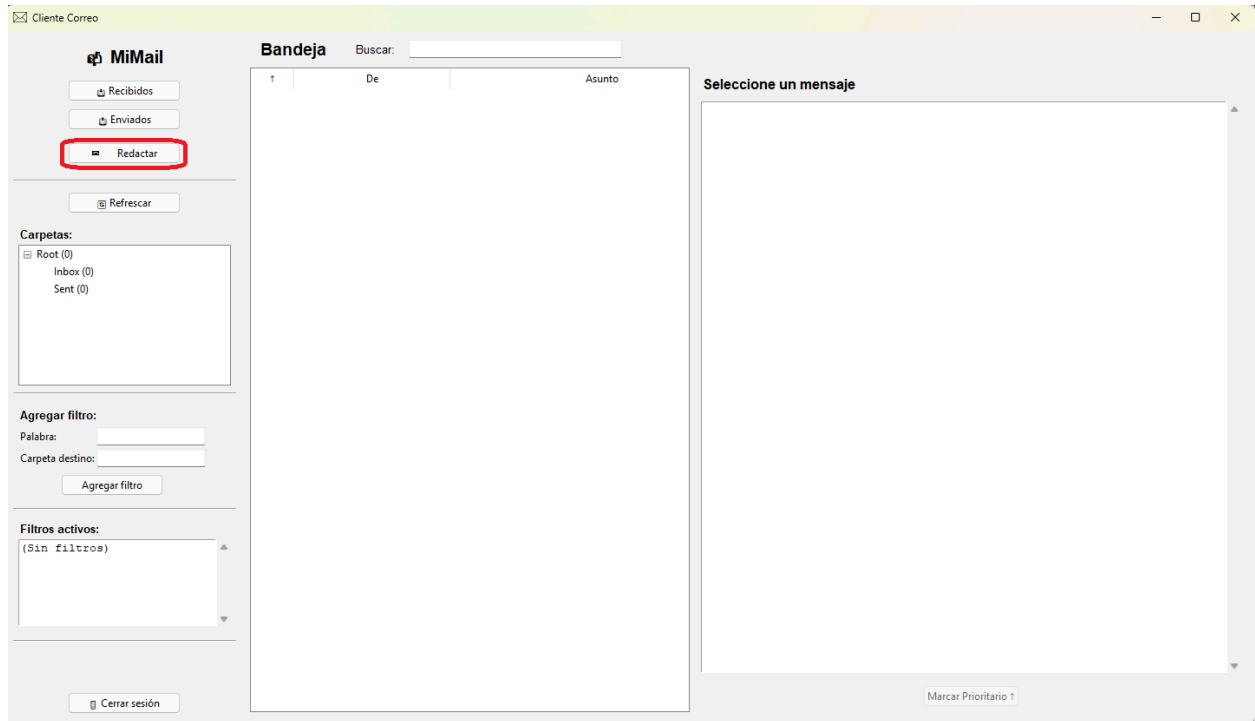 Cliente Correo
MiMail
Recibidos
Enviados
Redactar
Refrescar
Carpetas:
Root (0)
Inbox (0)
Sent (0)
Agregar filtro:
Palabra:
Carpeta destino:
Agregar filtro
Filtros activos:
(Sin filtros)
Cerrar sesión
Bandeja Buscar:
↑ De Asunto
Seleccione un mensaje
Marcar Prioritario ↑